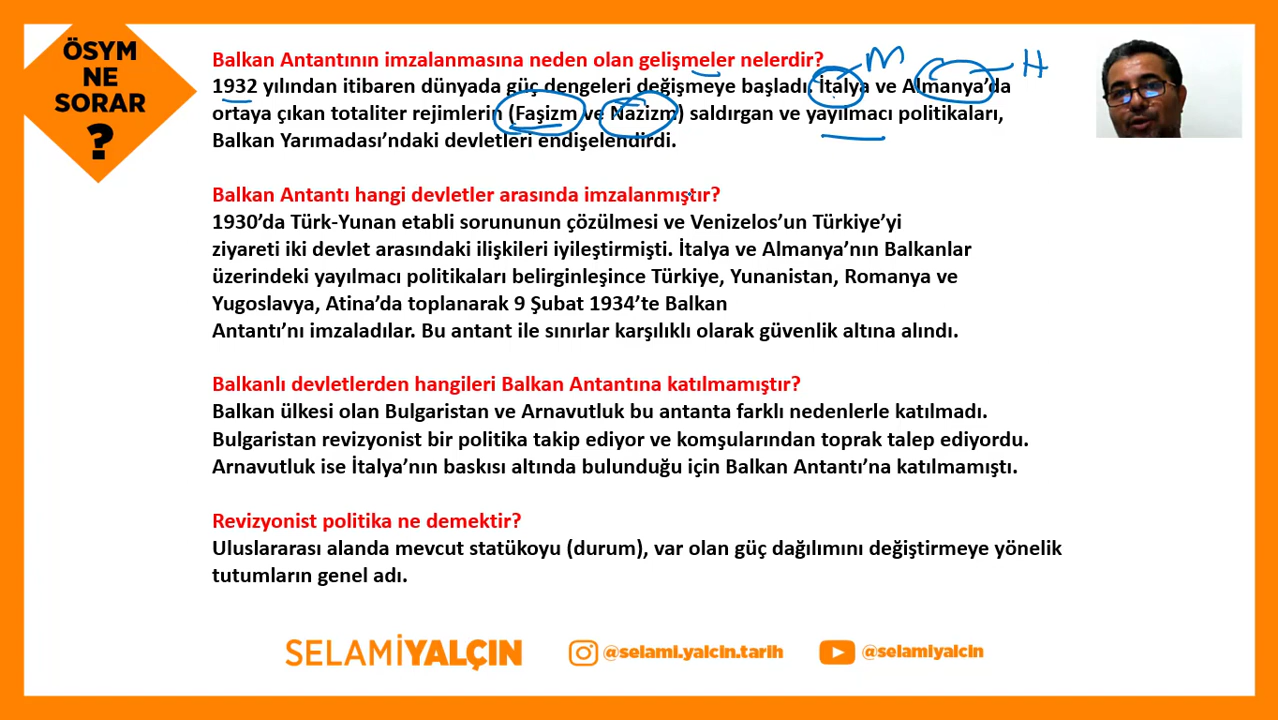 ÖSYM
NE
SORAR
?
Balkan Antantının imzalanmasına neden olan gelişmeler nelerdir?
1932 yılından itibaren dünyada güç dengeleri değişmeye başladı. İtalya ve Almanya’da
ortaya çıkan totaliter rejimlerin (Faşizm ve Nazizm) saldırgan ve yayılmacı politikaları,
Balkan Yarımadası’ndaki devletleri endişelendirdi.
M
H
Balkan Antantı hangi devletler arasında imzalanmıştır?
1930’da Türk-Yunan etabli sorununun çözülmesi ve Venizelos’un Türkiye’yi
ziyareti iki devlet arasındaki ilişkileri iyileştirmişti. İtalya ve Almanya’nın Balkanlar
üzerindeki yayılmacı politikaları belirginleşince Türkiye, Yunanistan, Romanya ve
Yugoslavya, Atina’da toplanarak 9 Şubat 1934’te Balkan
Antantı’nı imzaladılar. Bu antant ile sınırlar karşılıklı olarak güvenlik altına alındı.
Balkanlı devletlerden hangileri Balkan Antantına katılmamıştır?
Balkan ülkesi olan Bulgaristan ve Arnavutluk bu antanta farklı nedenlerle katılmadı.
Bulgaristan revizyonist bir politika takip ediyor ve komşularından toprak talep ediyordu.
Arnavutluk ise İtalya’nın baskısı altında bulunduğu için Balkan Antantı’na katılmamıştı.
Revizyonist politika ne demektir?
Uluslararası alanda mevcut statükoyu (durum), var olan güç dağılımını değiştirmeye yönelik
tutumların genel adı.
SELAMİYALÇIN
@selami.yalcin.tarih
@selamiyalcin